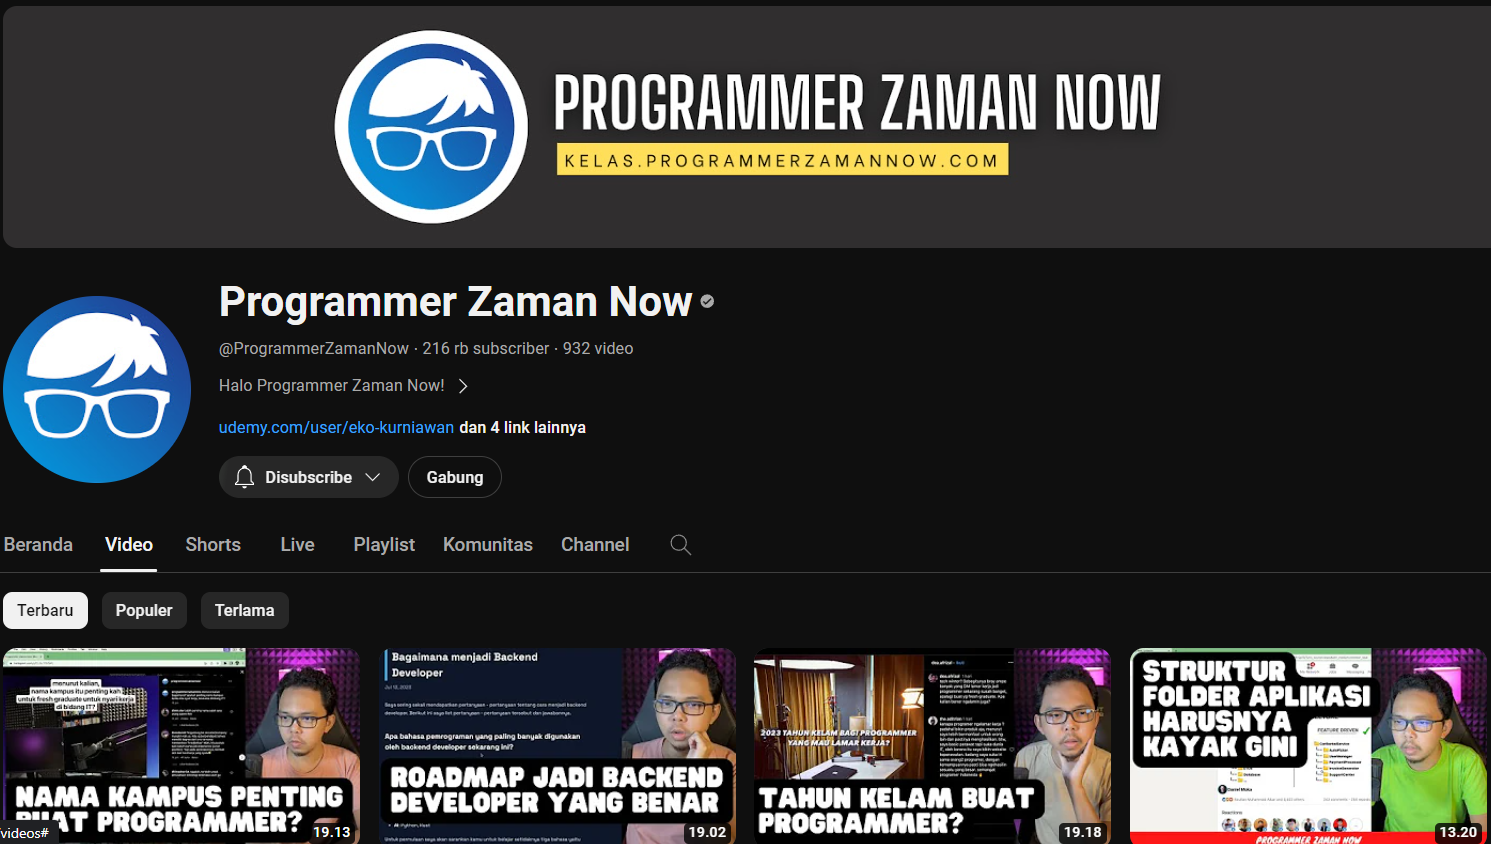 PROGRAMMER ZAMAN NOW
KELAS.PROGRAMMERZAMANNOW.COM
Programmer Zaman Now
@ProgrammerZamanNow · 216 rb subscriber · 932 video
Halo Programmer Zaman Now!
udemy.com/user/eko-kurniawan dan 4 link lainnya
Disubscribe
Gabung
Beranda
Video
Shorts
Live
Playlist
Komunitas
Channel
Terbaru
Populer
Terlama
menurut kalian,
nama kampus itu penting kah
untuk fresh graduate untuk nyari kerja
di bidang IT?
NAMA KAMPUS PENTING
BUAT PROGRAMMER?
19.13
videos#
Bagaimana menjadi Backend
Developer
Apa bahasa pemrograman yang paling banyak digunakan
oleh backend developer sekarang ini?
ROADMAP JADI BACKEND
DEVELOPER YANG BENAR
19.02
2023 TAHUN KELAM BAGI PROGRAMMER
YANG MAU LAMAR KERJA?
TAHUN KELAM BUAT
PROGRAMMER?
19.18
STRUKTUR
FOLDER APLIKASI
HARUSNYA
KAYAK GINI
FEATURE DRIVEN
PROGRAMMER ZAMAN NOW
13.20